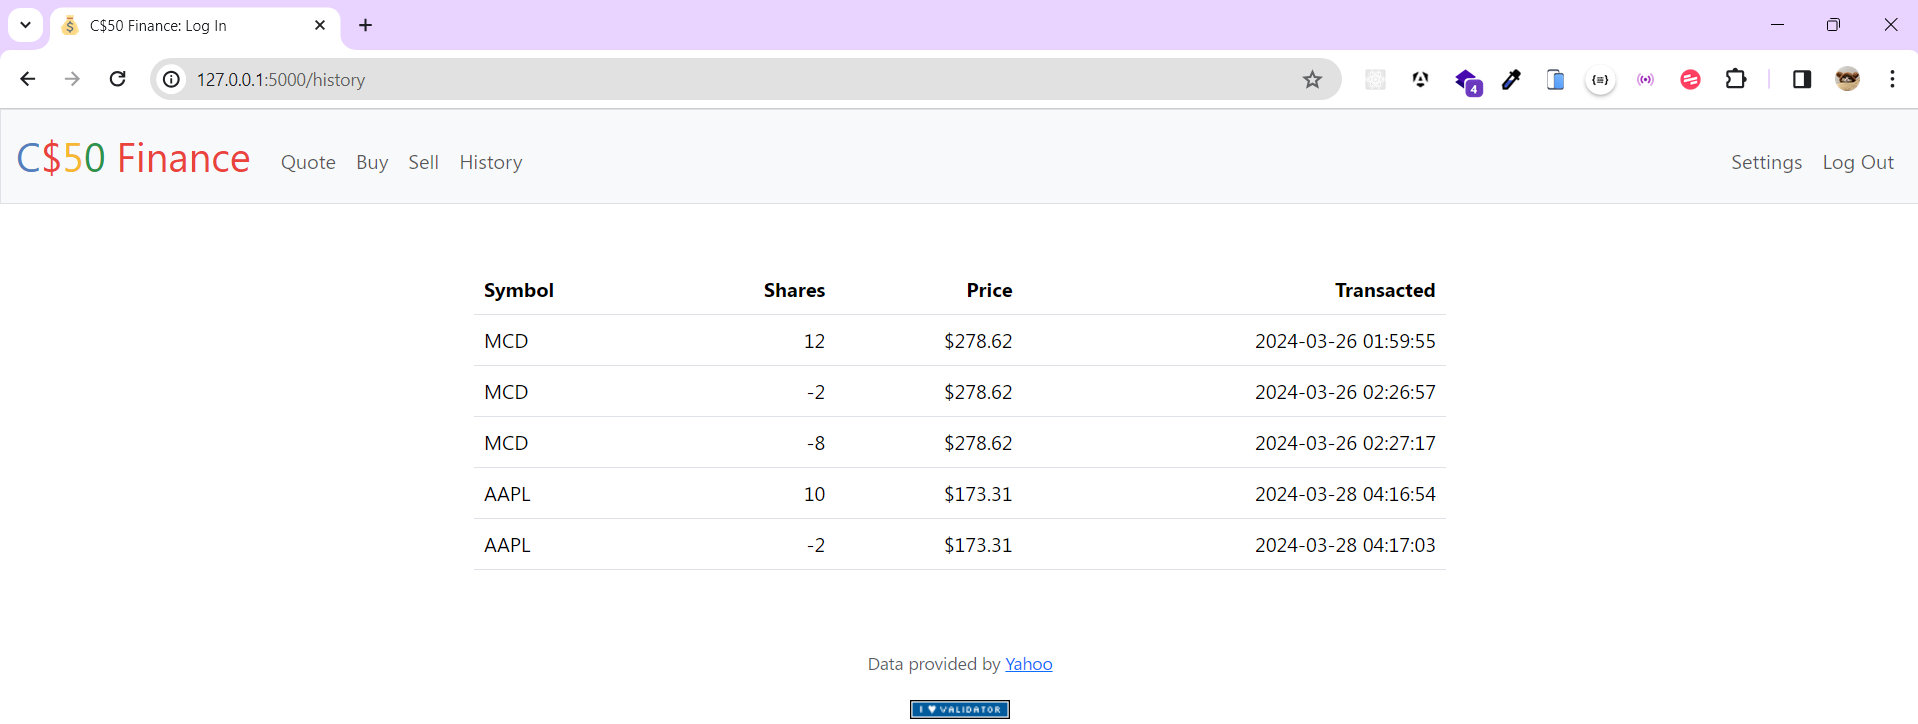 C$50 Finance: Log In
127.0.0.1:5000/history
4
C$50 Finance Quote Buy Sell History Settings Log Out
Symbol Shares Price Transacted
MCD 12 $278.62 2024-03-26 01:59:55
MCD -2 $278.62 2024-03-26 02:26:57
MCD -8 $278.62 2024-03-26 02:27:17
AAPL 10 $173.31 2024-03-28 04:16:54
AAPL -2 $173.31 2024-03-28 04:17:03
Data provided by Yahoo
I ♥ VALIDATOR